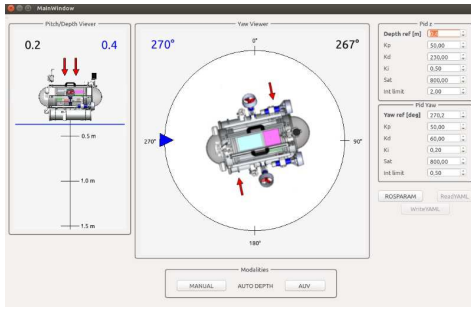 MainWindow
Pitch/Depth Viewer
0.2 0.4
0.5 m
1.0 m
1.5 m
Yaw Viewer
270° 267°
0°
270° 90°
180°
Modalities
MANUAL AUTO DEPTH AUV
Pid z
Depth ref [m]
Kp 50,00
Kd 230,00
Ki 0,50
Sat 800,00
Int limit 2,00
Pid Yaw
Yaw ref [deg] 270,2
Kp 50,00
Kd 60,00
Ki 0,20
Sat 800,00
Int limit 0,50
ROSPARAM ReadYAML
WriteYAML